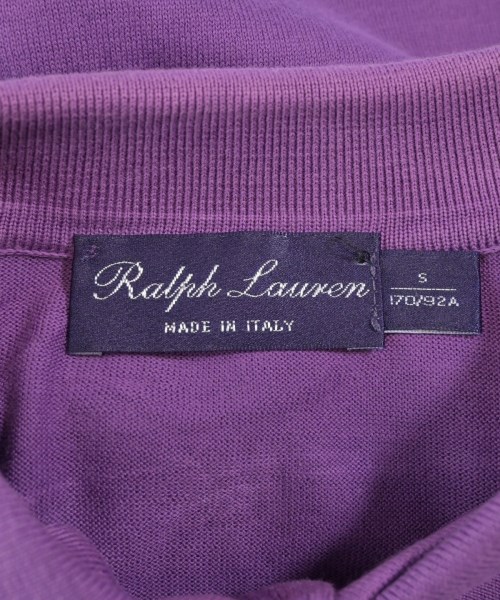 Ralph Lauren
MADE IN ITALY
S
170/92A